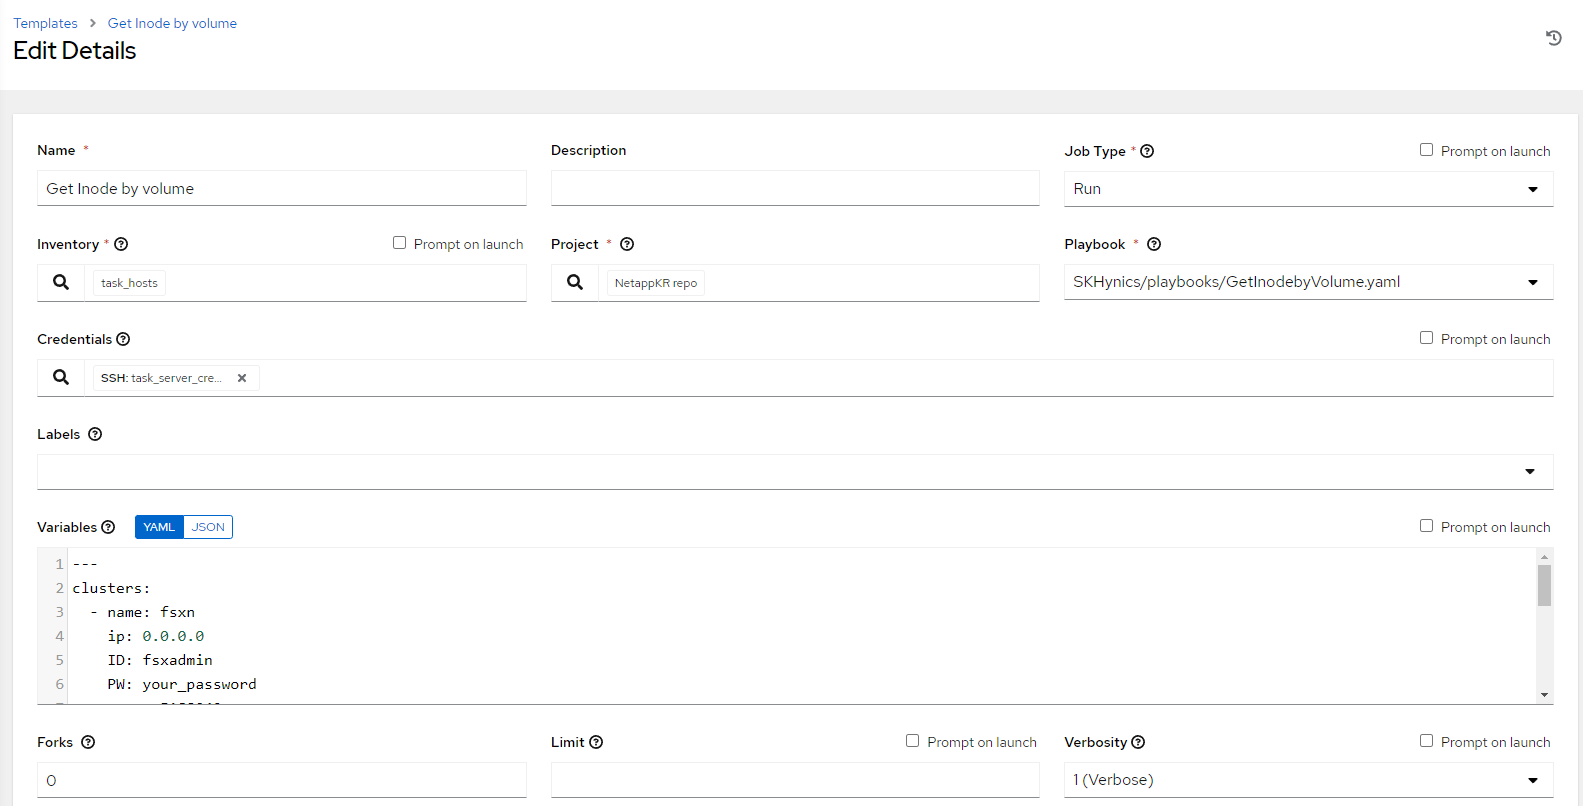 Templates > Get Inode by volume
Edit Details
Name *
Description
Job Type *
Prompt on launch
Get Inode by volume
Run
Inventory *
Prompt on launch
Project *
Playbook *
task_hosts
NetappKR repo
SKHynics/playbooks/GetInodebyVolume.yaml
Credentials
Prompt on launch
SSH: task_server_cre...
Labels
Variables
YAML
JSON
Prompt on launch
1 ---
2 clusters:
3 - name: fsxn
4 ip: 0.0.0.0
5 ID: fsxadmin
6 PW: your_password
Forks
Limit
Prompt on launch
Verbosity
Prompt on launch
0
1 (Verbose)